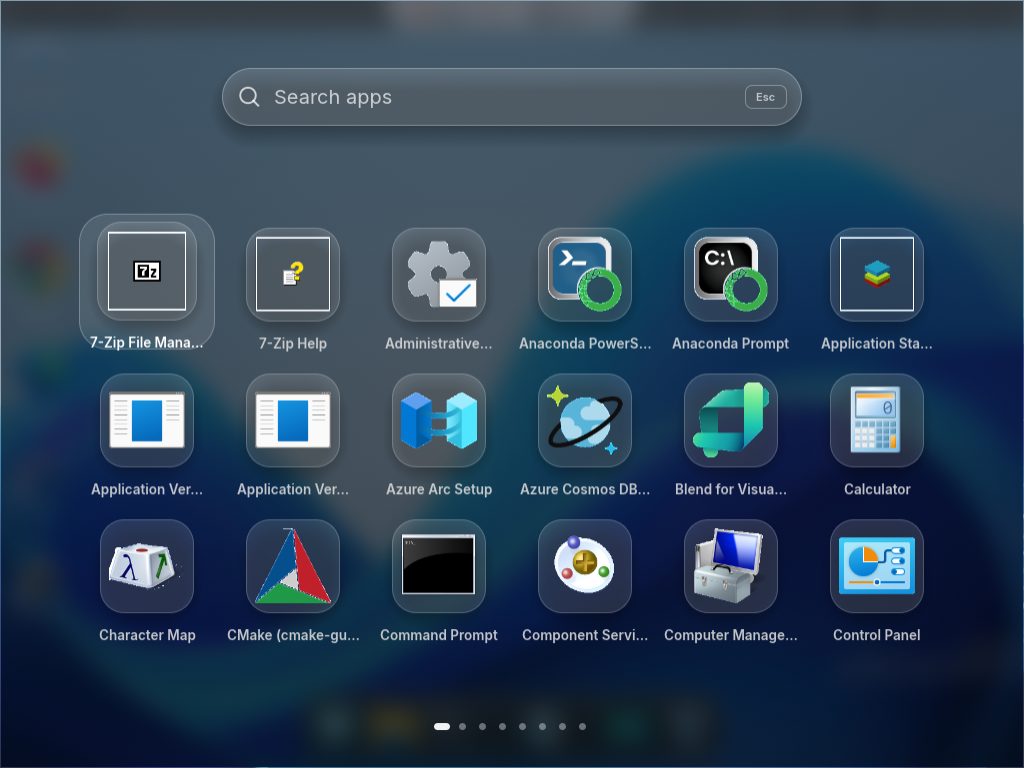 Search apps
Esc
7-Zip File Mana...
7-Zip Help
Administrative...
Anaconda PowerS...
Anaconda Prompt
Application Sta...
Application Ver...
Application Ver...
Azure Arc Setup
Azure Cosmos DB...
Blend for Visua...
Calculator
Character Map
CMake (cmake-gu...
Command Prompt
Component Servi...
Computer Manage...
Control Panel